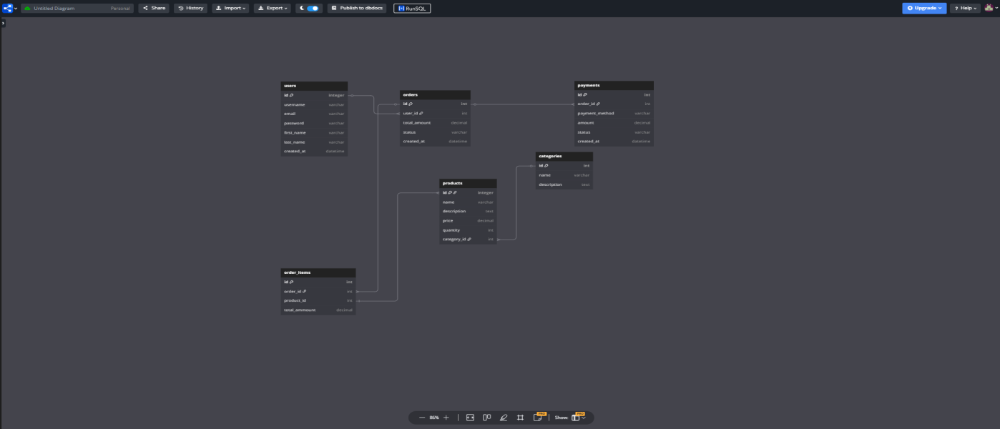 Untitled Diagram Personal Share History Import Export Publish to dbdocs RunSQL Upgrade ? Help
users
id integer
username varchar
email varchar
password varchar
first_name varchar
last_name varchar
created_at datetime
orders
id int
user_id int
total_amount decimal
status varchar
created_at datetime
payments
id int
order_id int
payment_method varchar
amount decimal
status varchar
created_at datetime
categories
id int
name varchar
description text
products
id integer
name varchar
description text
price decimal
quantity int
category_id int
order_items
id int
order_id int
product_id int
total_ammount decimal
86% PRO Show: PRO